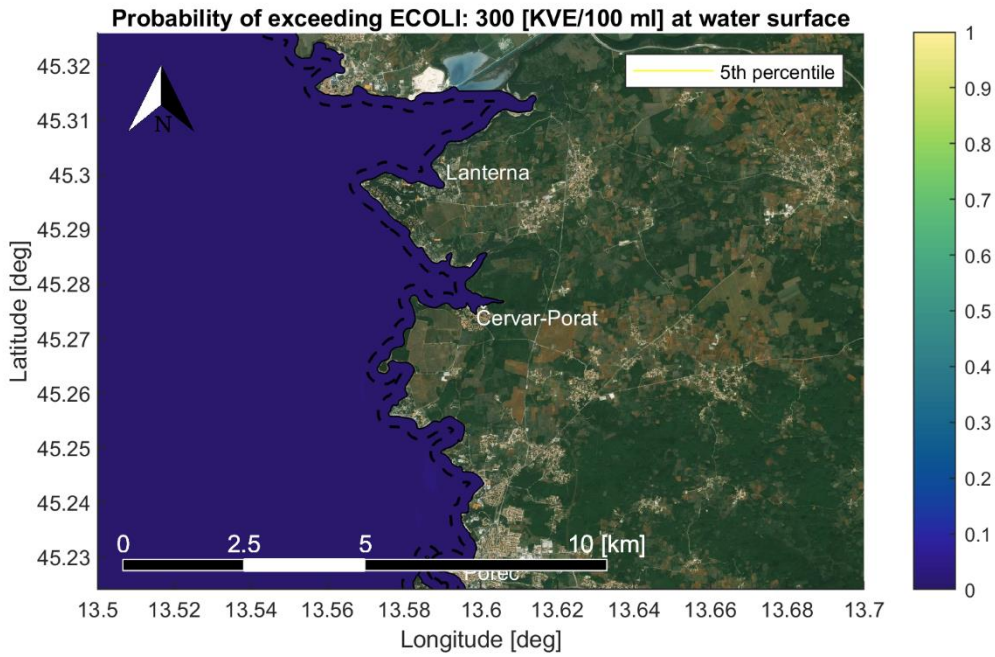 Probability of exceeding ECOLI: 300 [KVE/100 ml] at water surface
5th percentile
N
Lanterna
Červar-Porat
Poreč
0 2.5 5 10 [km]
45.32
45.31
45.3
45.29
45.28
45.27
45.26
45.25
45.24
45.23
Latitude [deg]
13.5 13.52 13.54 13.56 13.58 13.6 13.62 13.64 13.66 13.68 13.7
Longitude [deg]
1
0.9
0.8
0.7
0.6
0.5
0.4
0.3
0.2
0.1
0